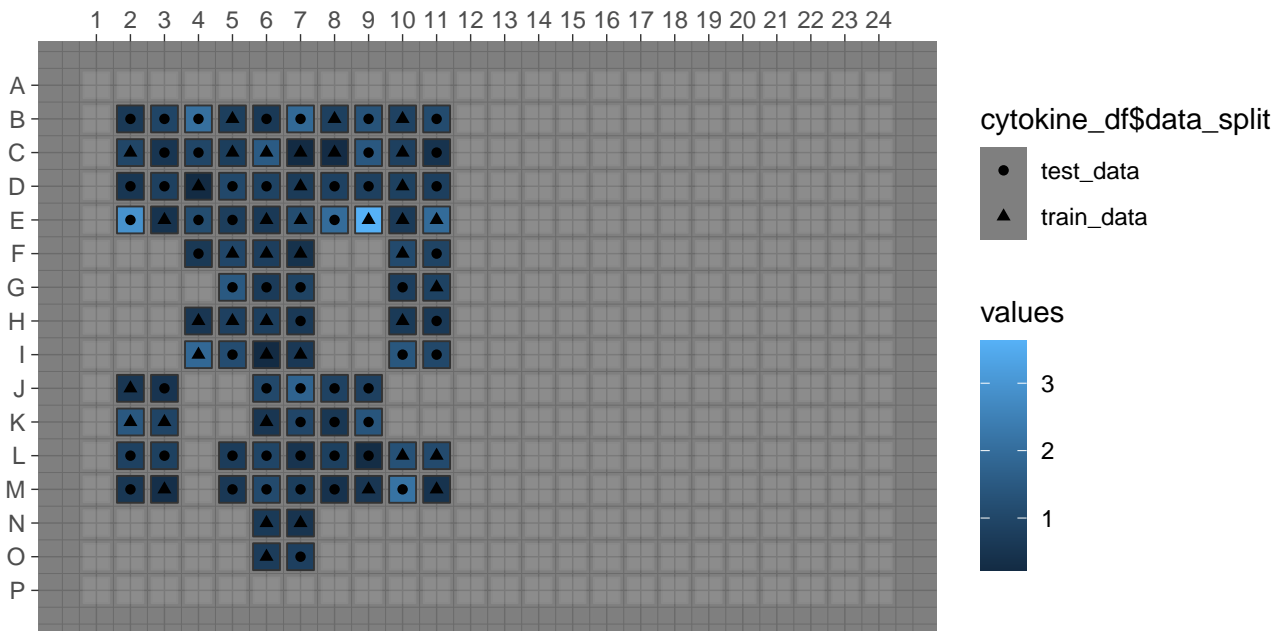 1 2 3 4 5 6 7 8 9 10 11 12 13 14 15 16 17 18 19 20 21 22 23 24
A
B
C
D
E
F
G
H
I
J
K
L
M
N
O
P
cytokine_df$data_split
test_data
train_data
values
3
2
1